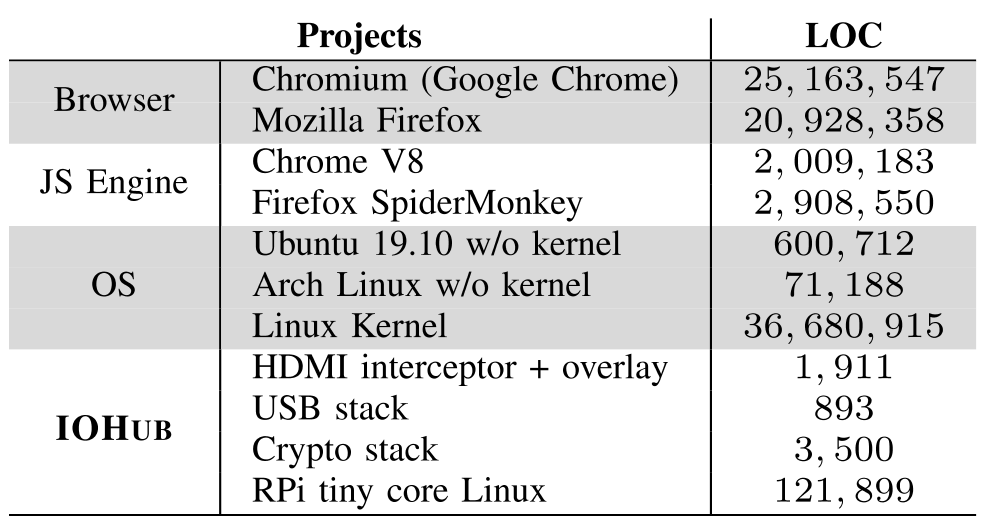 Projects LOC
Browser
Chromium (Google Chrome) 25, 163, 547
Mozilla Firefox 20, 928, 358
JS Engine
Chrome V8 2, 009, 183
Firefox SpiderMonkey 2, 908, 550
OS
Ubuntu 19.10 w/o kernel 600, 712
Arch Linux w/o kernel 71, 188
Linux Kernel 36, 680, 915
IOHUB
HDMI interceptor + overlay 1, 911
USB stack 893
Crypto stack 3, 500
RPi tiny core Linux 121, 899